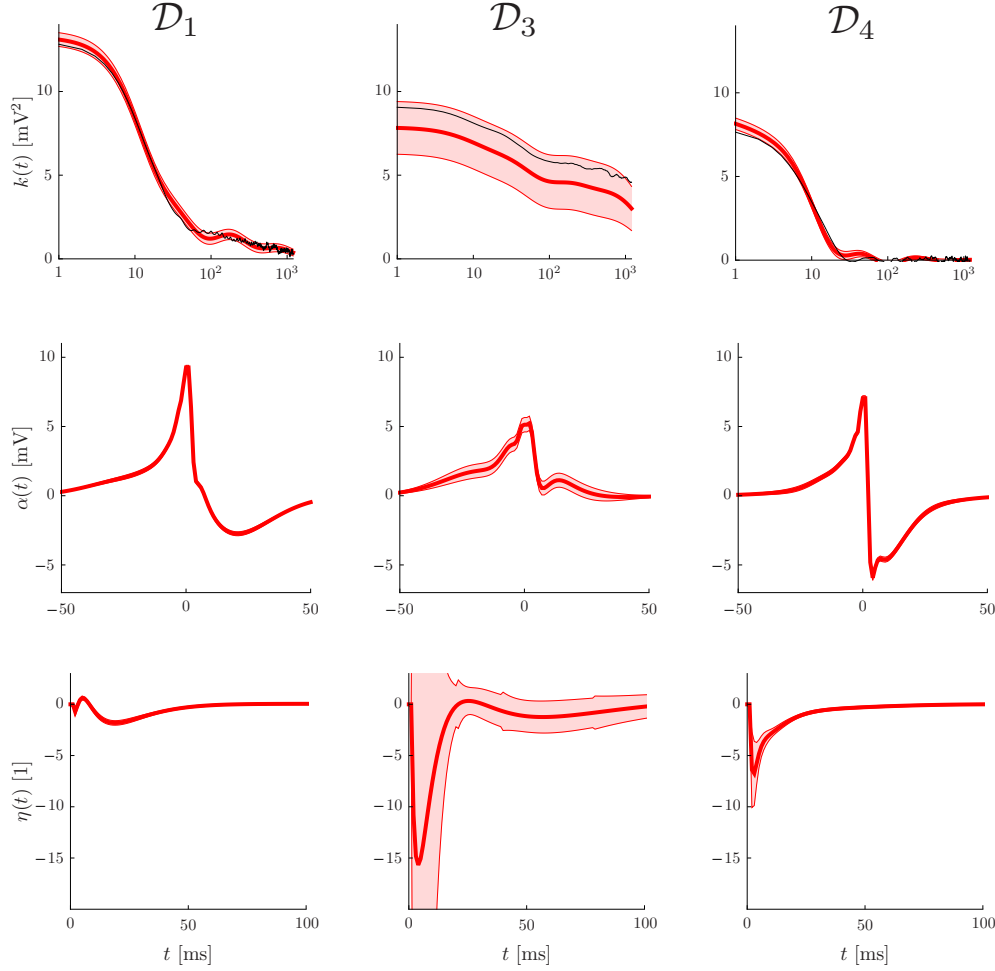 𝒟₁ 𝒟₃ 𝒟₄
k(t) [mV²]
10 10 10
5 5 5
0 0 0
1 10 10² 10³ 1 10 10² 10³ 1 10 10² 10³
α(t) [mV]
10 10 10
5 5 5
0 0 0
−5 −5 −5
−50 0 50 −50 0 50 −50 0 50
η(t) [1]
0 0 0
−5 −5 −5
−10 −10 −10
−15 −15 −15
0 50 100 0 50 100 0 50 100
t [ms] t [ms] t [ms]